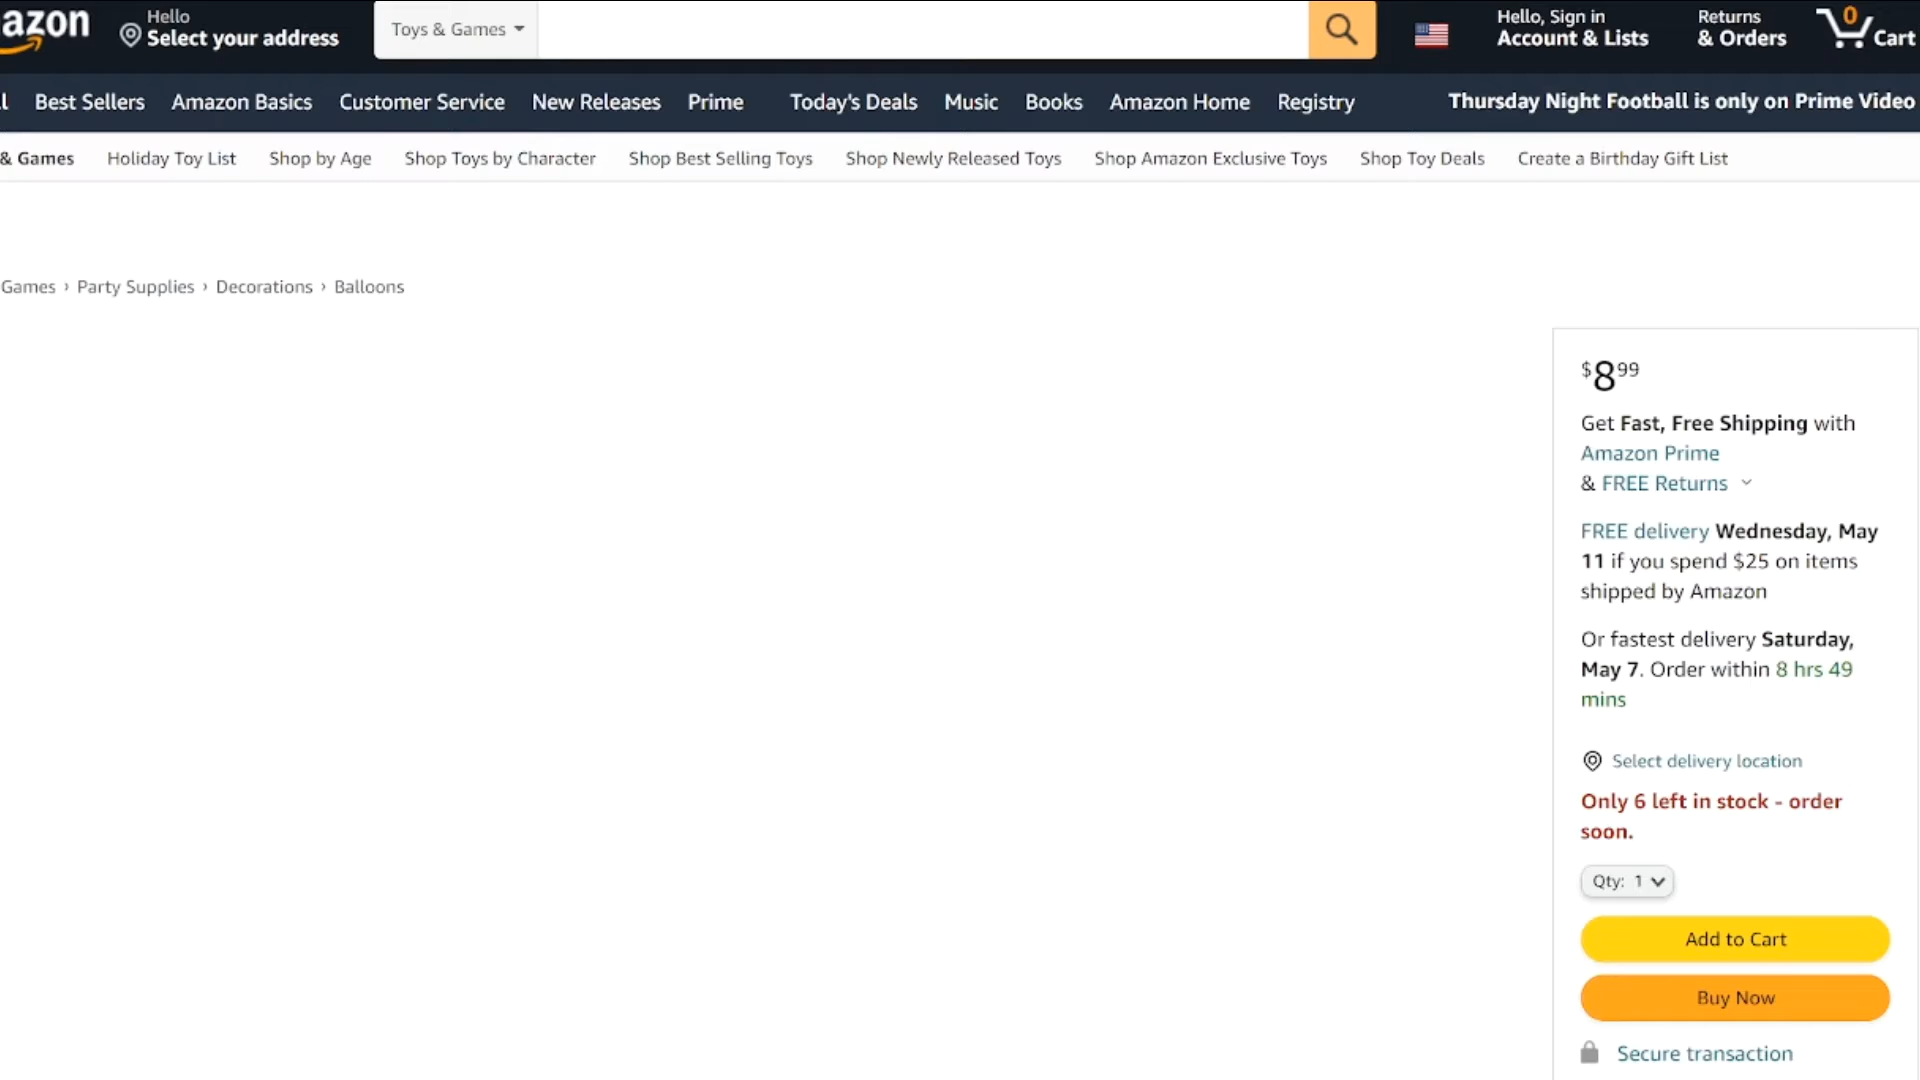 azon
Hello
Select your address
Toys & Games
Hello, Sign in
Account & Lists
Returns
& Orders
0
Cart
l
Best Sellers
Amazon Basics
Customer Service
New Releases
Prime
Today's Deals
Music
Books
Amazon Home
Registry
Thursday Night Football is only on Prime Video
& Games
Holiday Toy List
Shop by Age
Shop Toys by Character
Shop Best Selling Toys
Shop Newly Released Toys
Shop Amazon Exclusive Toys
Shop Toy Deals
Create a Birthday Gift List
Games › Party Supplies › Decorations › Balloons
$8 99
Get Fast, Free Shipping with
Amazon Prime
& FREE Returns
FREE delivery Wednesday, May
11 if you spend $25 on items
shipped by Amazon
Or fastest delivery Saturday,
May 7. Order within 8 hrs 49
mins
Select delivery location
Only 6 left in stock - order
soon.
Qty: 1
Add to Cart
Buy Now
Secure transaction